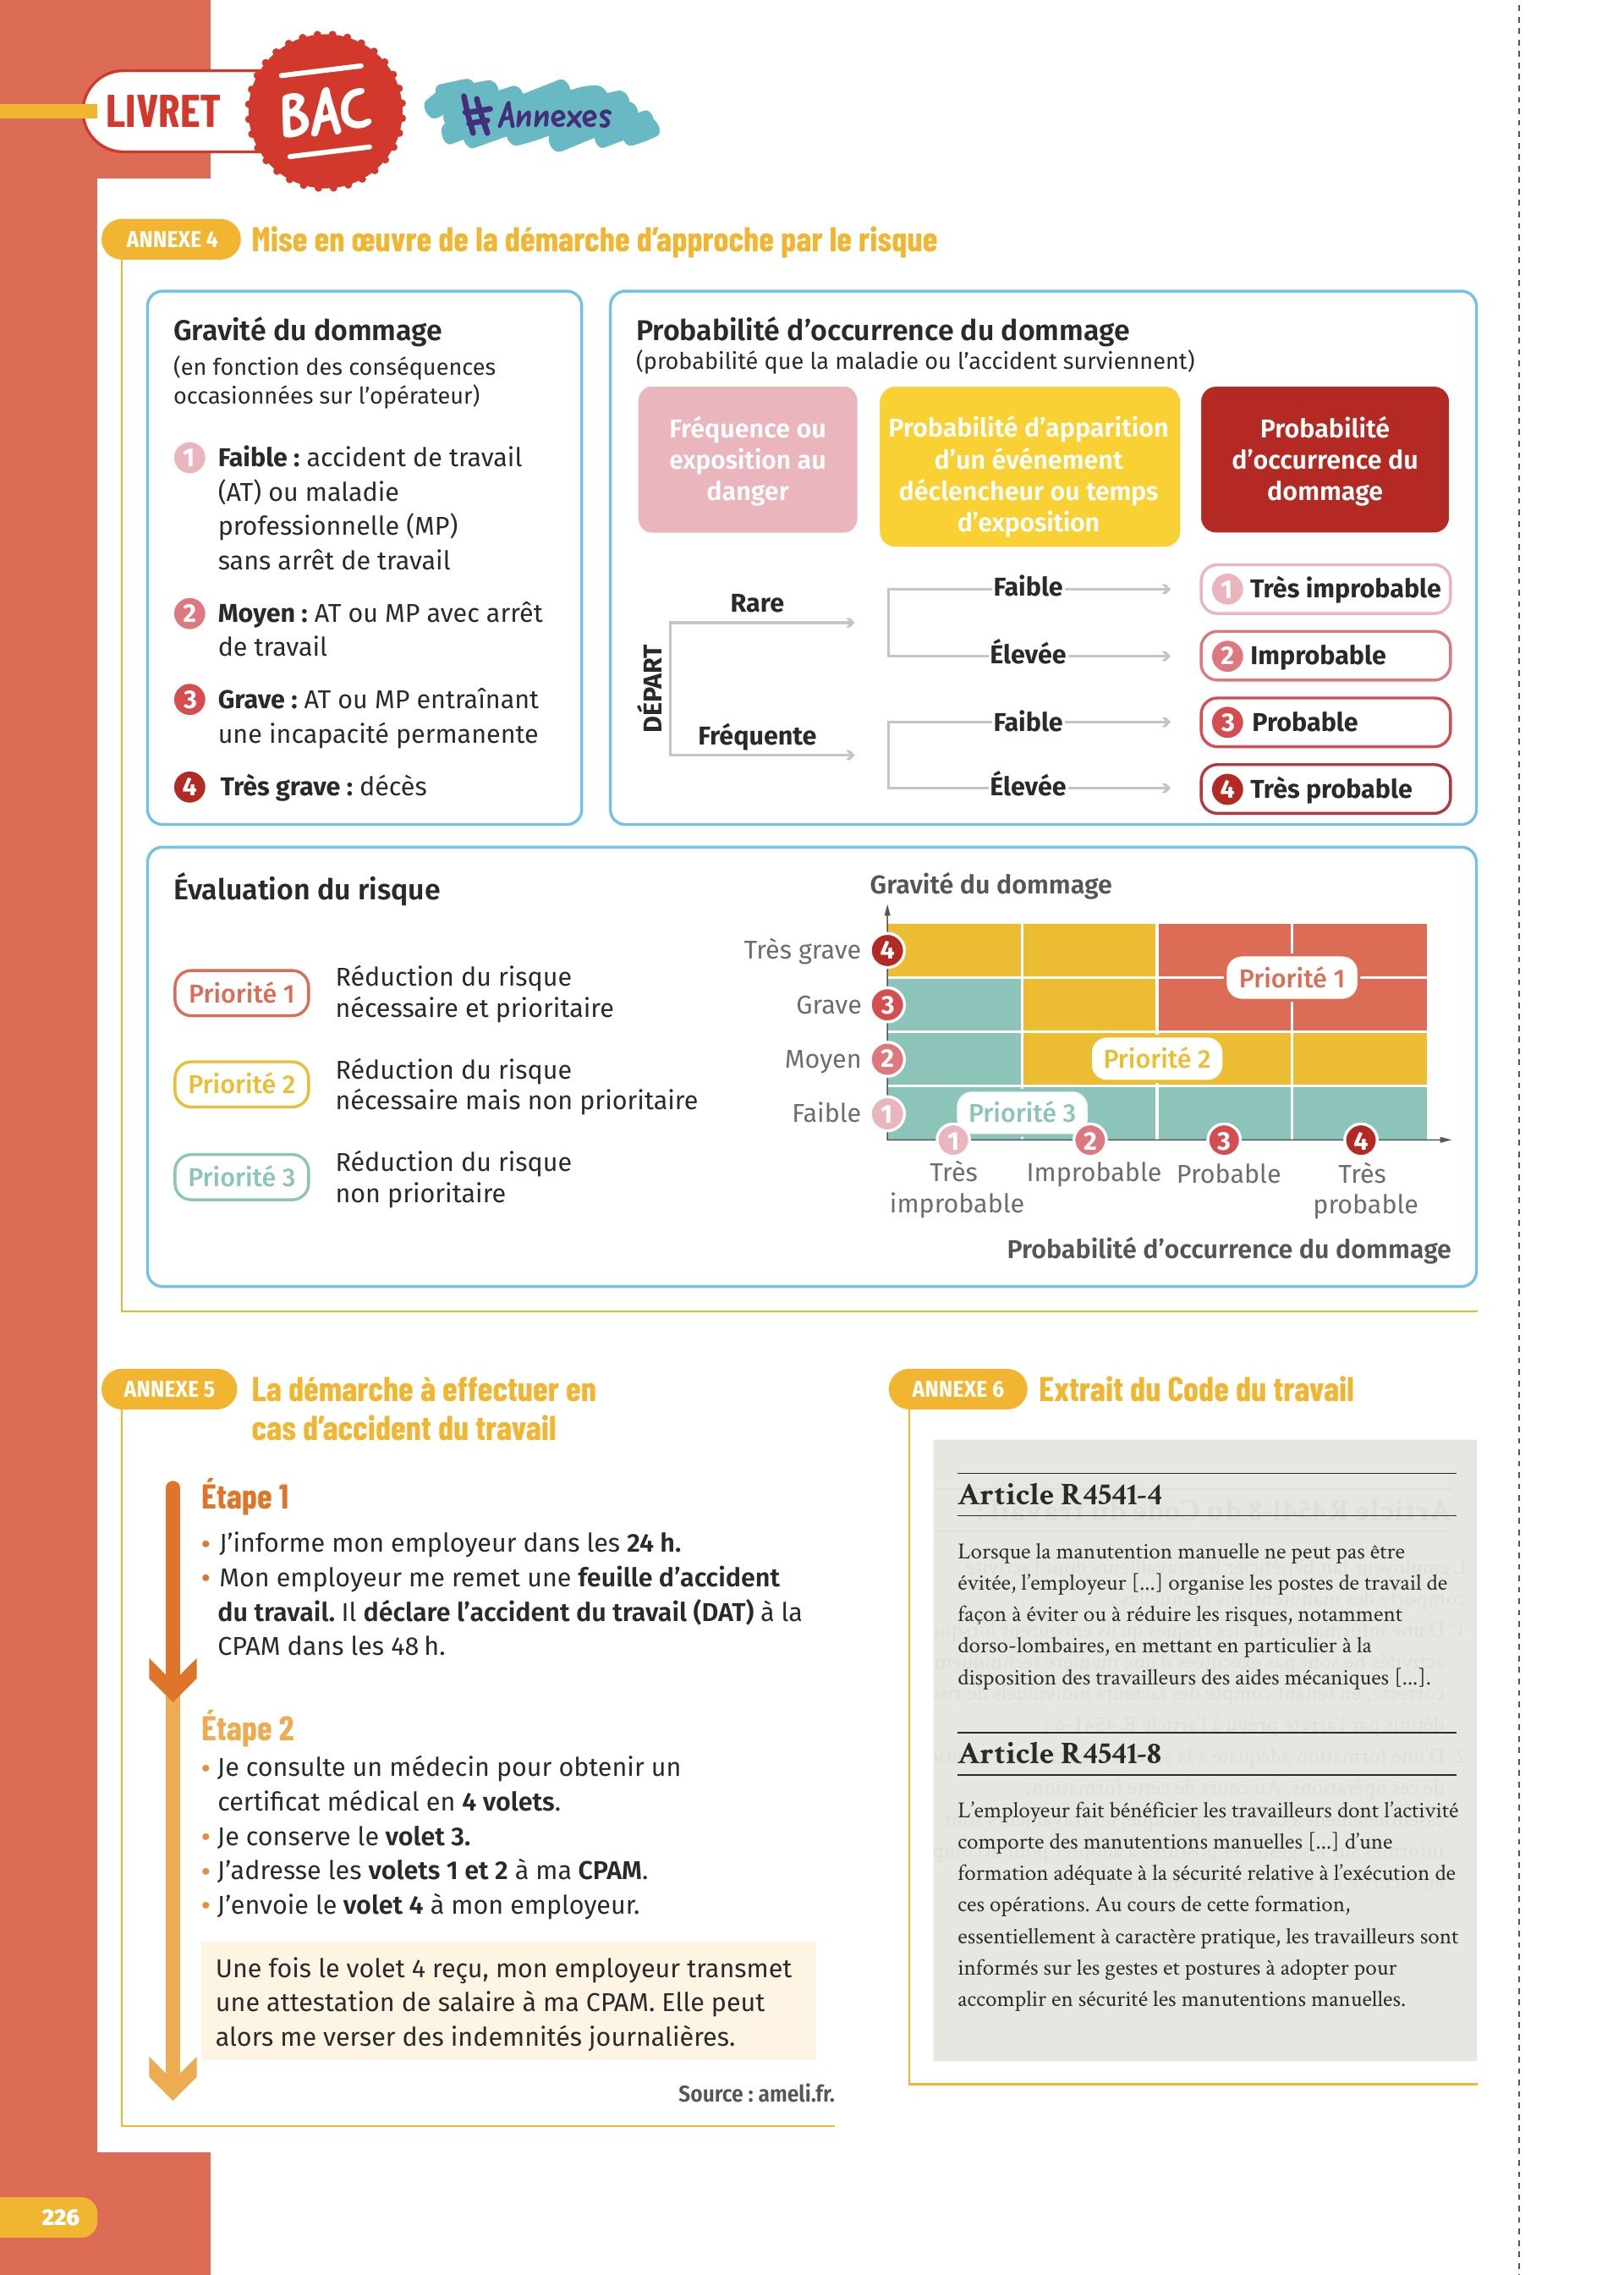 LIVRET
BAC
# Annexes
ANNEXE 4
Mise en œuvre de la démarche d’approche par le risque
Gravité du dommage
(en fonction des conséquences
occasionnées sur l’opérateur)
1 Faible : accident de travail
(AT) ou maladie
professionnelle (MP)
sans arrêt de travail
2 Moyen : AT ou MP avec arrêt
de travail
3 Grave : AT ou MP entraînant
une incapacité permanente
4 Très grave : décès
Probabilité d’occurrence du dommage
(probabilité que la maladie ou l’accident surviennent)
Fréquence ou
exposition au
danger
Probabilité d’apparition
d’un événement
déclencheur ou temps
d’exposition
Probabilité
d’occurrence du
dommage
DÉPART
Rare
Fréquente
Faible
Élevée
Faible
Élevée
1 Très improbable
2 Improbable
3 Probable
4 Très probable
Évaluation du risque
Priorité 1
Réduction du risque
nécessaire et prioritaire
Priorité 2
Réduction du risque
nécessaire mais non prioritaire
Priorité 3
Réduction du risque
non prioritaire
Gravité du dommage
Très grave 4
Grave 3
Moyen 2
Faible 1
Priorité 1
Priorité 2
Priorité 3
1 2 3 4
Très
improbable
Improbable
Probable
Très
probable
Probabilité d’occurrence du dommage
ANNEXE 5
La démarche à effectuer en
cas d’accident du travail
Étape 1
• J’informe mon employeur dans les 24 h.
• Mon employeur me remet une feuille d’accident
du travail. Il déclare l’accident du travail (DAT) à la
CPAM dans les 48 h.
Étape 2
• Je consulte un médecin pour obtenir un
certificat médical en 4 volets.
• Je conserve le volet 3.
• J’adresse les volets 1 et 2 à ma CPAM.
• J’envoie le volet 4 à mon employeur.
Une fois le volet 4 reçu, mon employeur transmet
une attestation de salaire à ma CPAM. Elle peut
alors me verser des indemnités journalières.
Source : ameli.fr.
ANNEXE 6
Extrait du Code du travail
Article R4541-4
Lorsque la manutention manuelle ne peut pas être
évitée, l’employeur [...] organise les postes de travail de
façon à éviter ou à réduire les risques, notamment
dorso-lombaires, en mettant en particulier à la
disposition des travailleurs des aides mécaniques [...].
Article R4541-8
L’employeur fait bénéficier les travailleurs dont l’activité
comporte des manutentions manuelles [...] d’une
formation adéquate à la sécurité relative à l’exécution de
ces opérations. Au cours de cette formation,
essentiellement à caractère pratique, les travailleurs sont
informés sur les gestes et postures à adopter pour
accomplir en sécurité les manutentions manuelles.
226